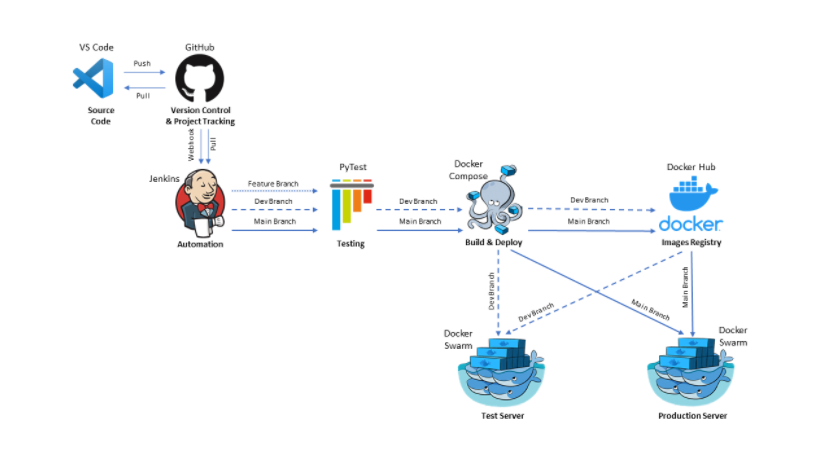 VS Code
GitHub
Push
Pull
Source
Code
Version Control
& Project Tracking
Webhook
Pull
Jenkins
Automation
Feature Branch
Dev Branch
Main Branch
PyTest
Testing
Dev Branch
Main Branch
Docker
Compose
Build & Deploy
Dev Branch
Main Branch
Docker Hub
docker
Images Registry
Dev Branch
Main Branch
Dev Branch
Main Branch
Docker
Swarm
Test Server
Docker
Swarm
Production Server